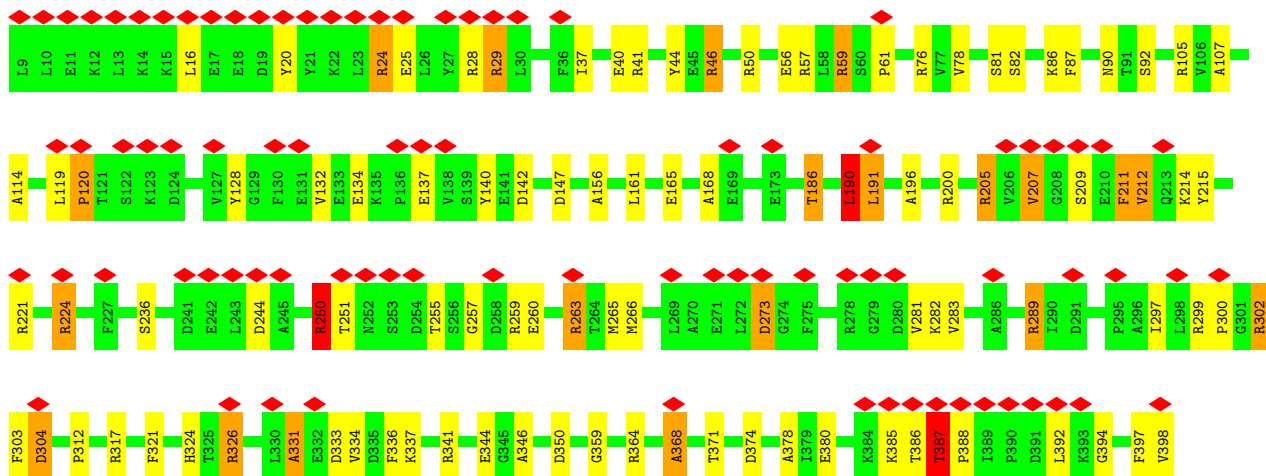 L9 L10 E11 K12 L13 K14 K15 L16 E17 E18 D19 Y20 Y21 K22 L23 R24 E25 L26 Y27 R28 R29 L30 F36 I37 E40 R41 Y44 E45 R46 R50 E56 R57 L58 R59 S60 P61 R76 V77 V78 S81 S82 K86 F87 N90 T91 S92 R105 V106 A107
A114 L119 P120 T121 S122 K123 D124 V127 Y128 G129 F130 E131 V132 E133 E134 K135 P136 E137 V138 S139 Y140 E141 D142 D147 A156 L161 E165 A168 E169 E173 T186 L190 L191 A196 R200 R205 V206 V207 G208 S209 E210 F211 V212 Q213 K214 Y215
R221 R224 F227 S236 D241 E242 L243 D244 A245 R250 T251 N252 S253 D254 T255 S256 G257 D258 R259 E260 R263 T264 M265 M266 L269 A270 E271 L272 D273 G274 F275 R278 G279 D280 V281 K282 V283 A286 R289 I290 D291 P295 A296 I297 L298 R299 P300 G301 R302
F303 D304 P312 R317 F321 H324 T325 R326 L330 A331 E332 D333 V334 D335 F336 K337 R341 E344 G345 A346 D350 G359 R364 A368 T371 D374 A378 I379 E380 K384 K385 T386 T387 P388 I389 P390 D391 L392 K393 G394 F397 V398